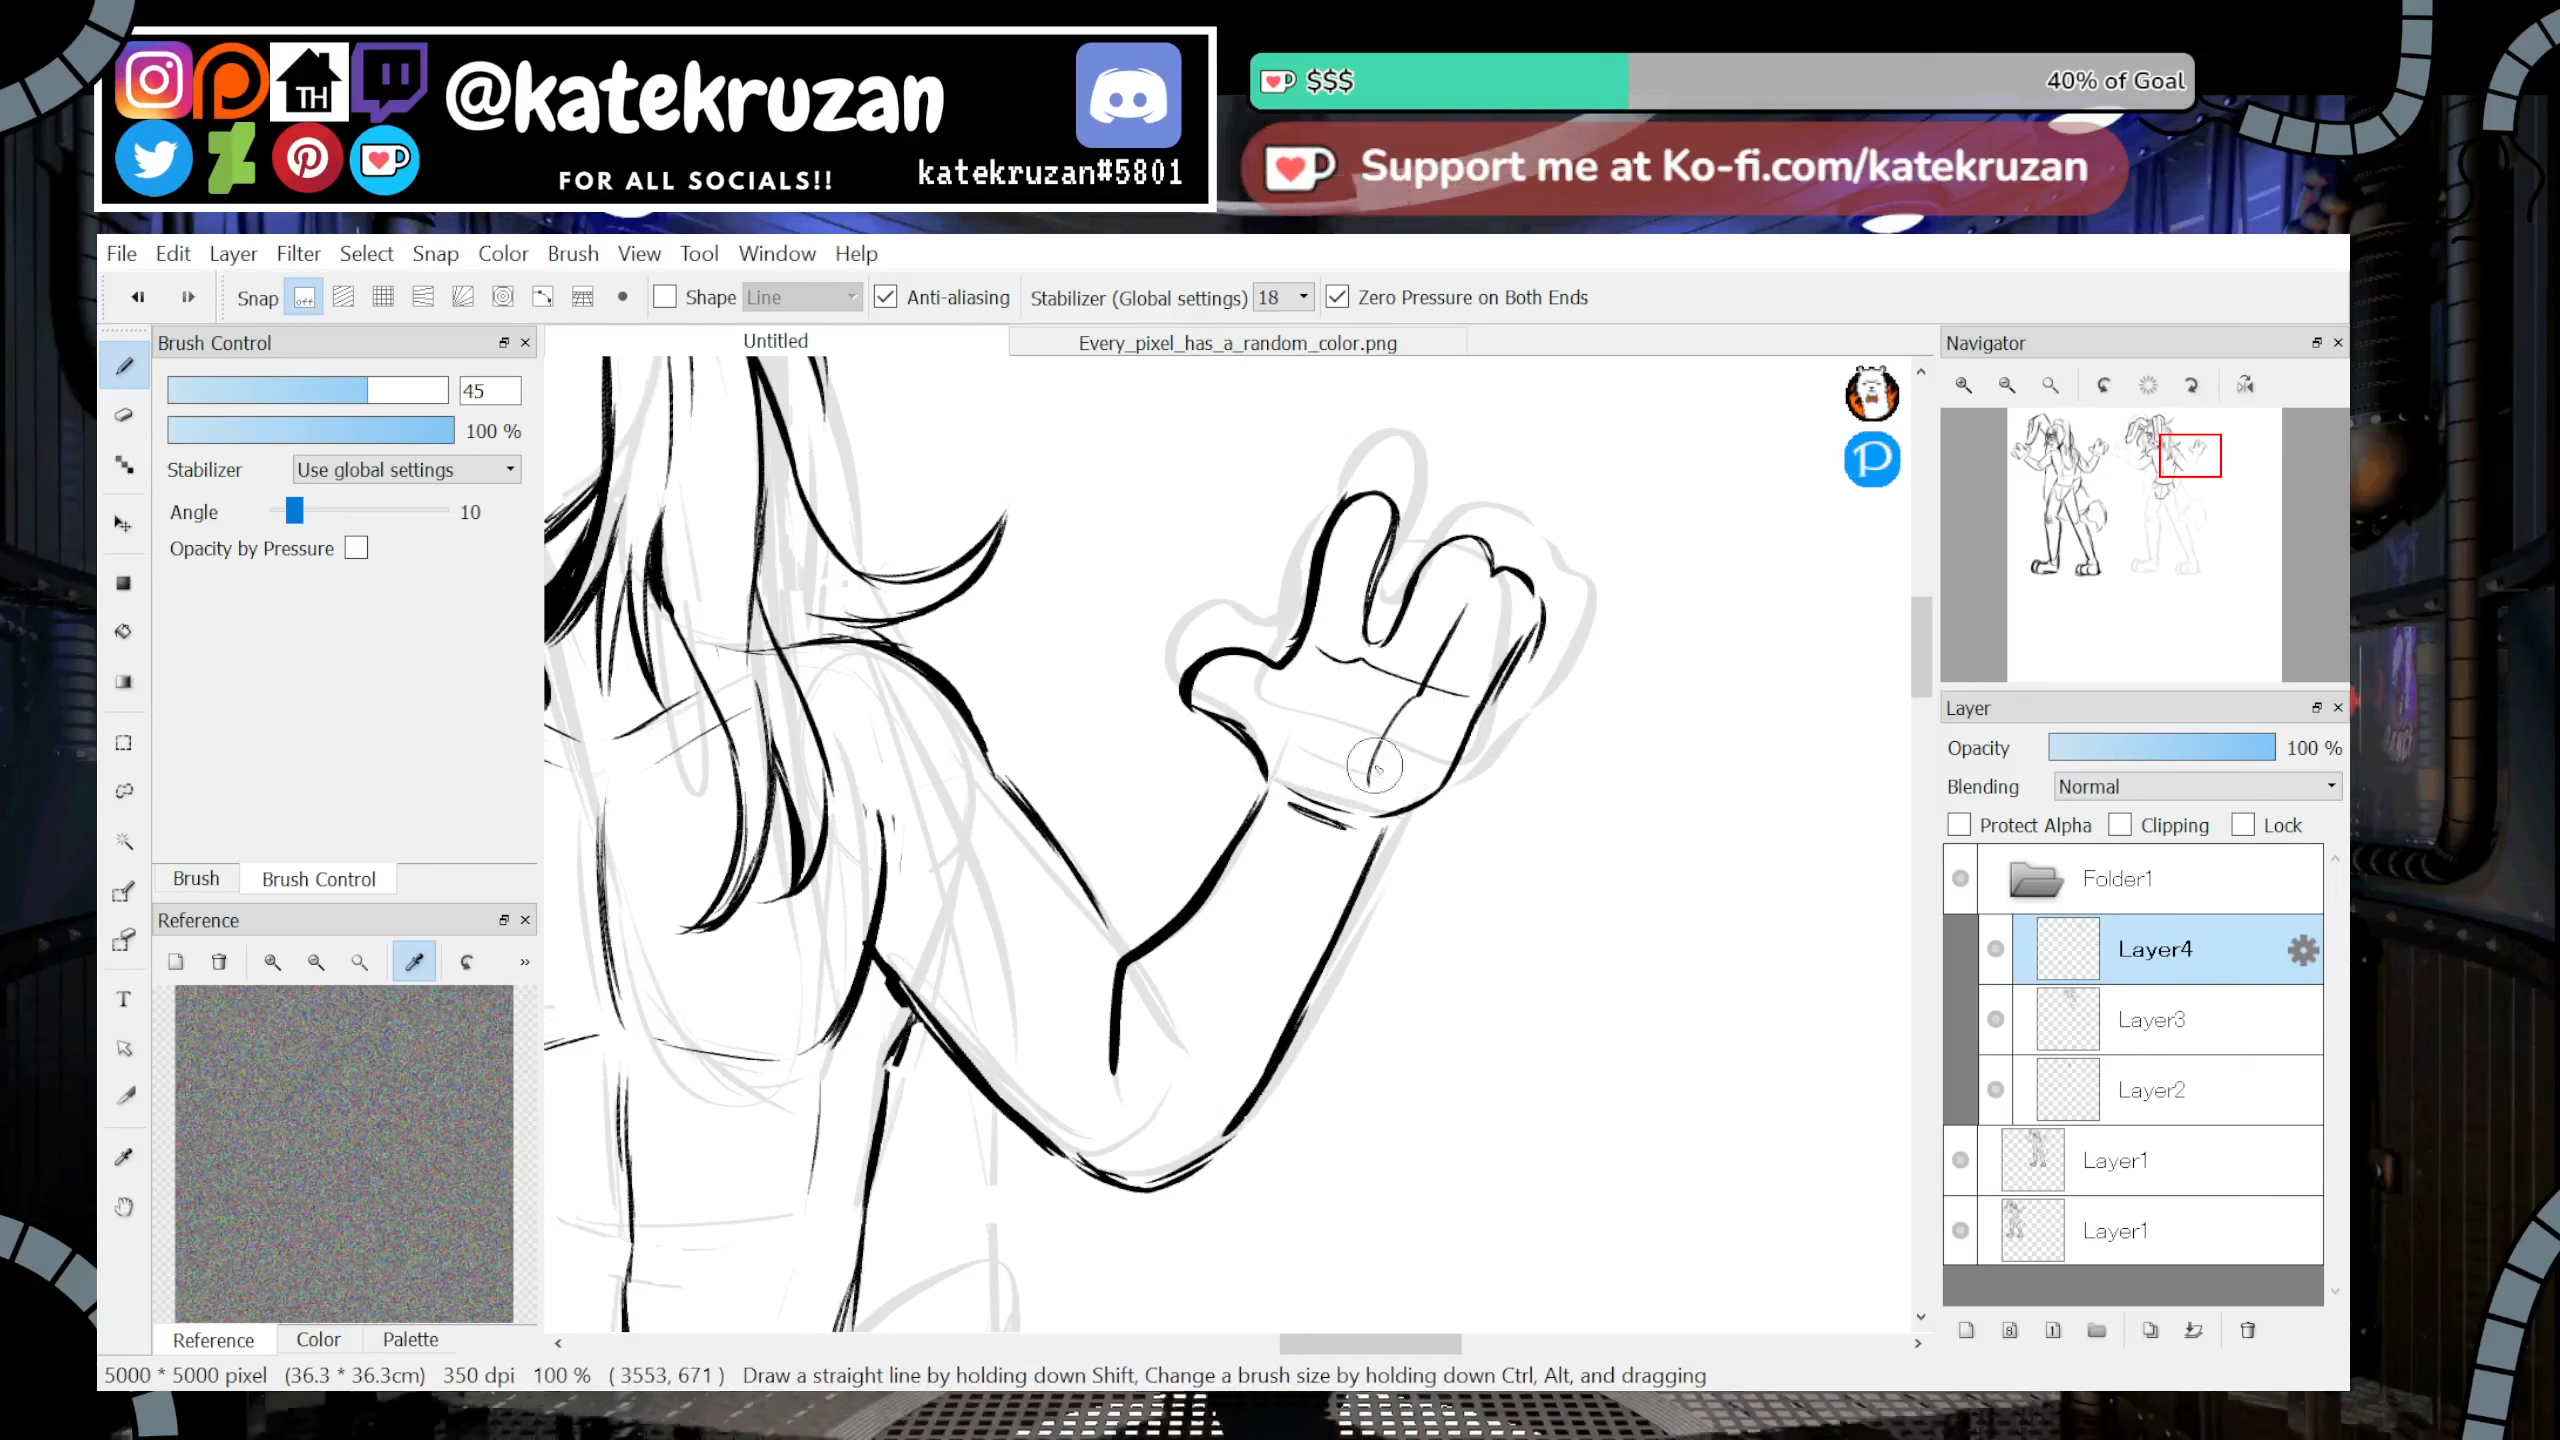 TH
@katekruzan
FOR ALL SOCIALS!!
katekruzan#5801
$$$
40% of Goal
Support me at Ko-fi.com/katekruzan
File Edit Layer Filter Select Snap Color Brush View Tool Window Help
Snap off Shape Line Anti-aliasing Stabilizer (Global settings) 18 Zero Pressure on Both Ends
Brush Control
45
100 %
Stabilizer Use global settings
Angle 10
Opacity by Pressure
Brush Brush Control
Reference
Reference Color Palette
Untitled
Every_pixel_has_a_random_color.png
P
Navigator
Layer
Opacity 100 %
Blending Normal
Protect Alpha Clipping Lock
Folder1
Layer4
Layer3
Layer2
Layer1
Layer1
8
1
5000 * 5000 pixel (36.3 * 36.3cm) 350 dpi 100 % ( 3553, 671 ) Draw a straight line by holding down Shift, Change a brush size by holding down Ctrl, Alt, and dragging